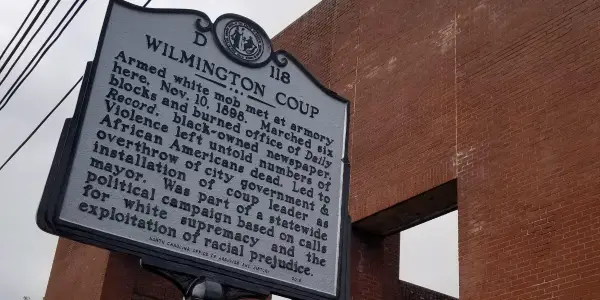 D 118
WILMINGTON COUP
Armed white mob met at armory
here, Nov. 10, 1898. Marched six
blocks and burned office of Daily
Record, black-owned newspaper.
Violence left untold numbers of
African Americans dead. Led to
overthrow of city government &
installation of coup leader as
mayor. Was part of a statewide
political campaign based on calls
for white supremacy and the
exploitation of racial prejudice.
NORTH CAROLINA OFFICE OF ARCHIVES AND HISTORY